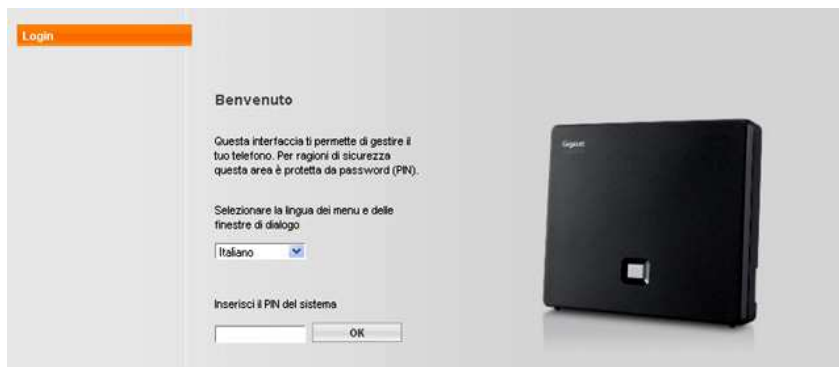 Login
Benvenuto
Questa interfaccia ti permette di gestire il
tuo telefono. Per ragioni di sicurezza
questa area è protetta da password (PIN).
Selezionare la lingua dei menu e delle
finestre di dialogo
Italiano
Inserisci il PIN del sistema
OK
Gigaset